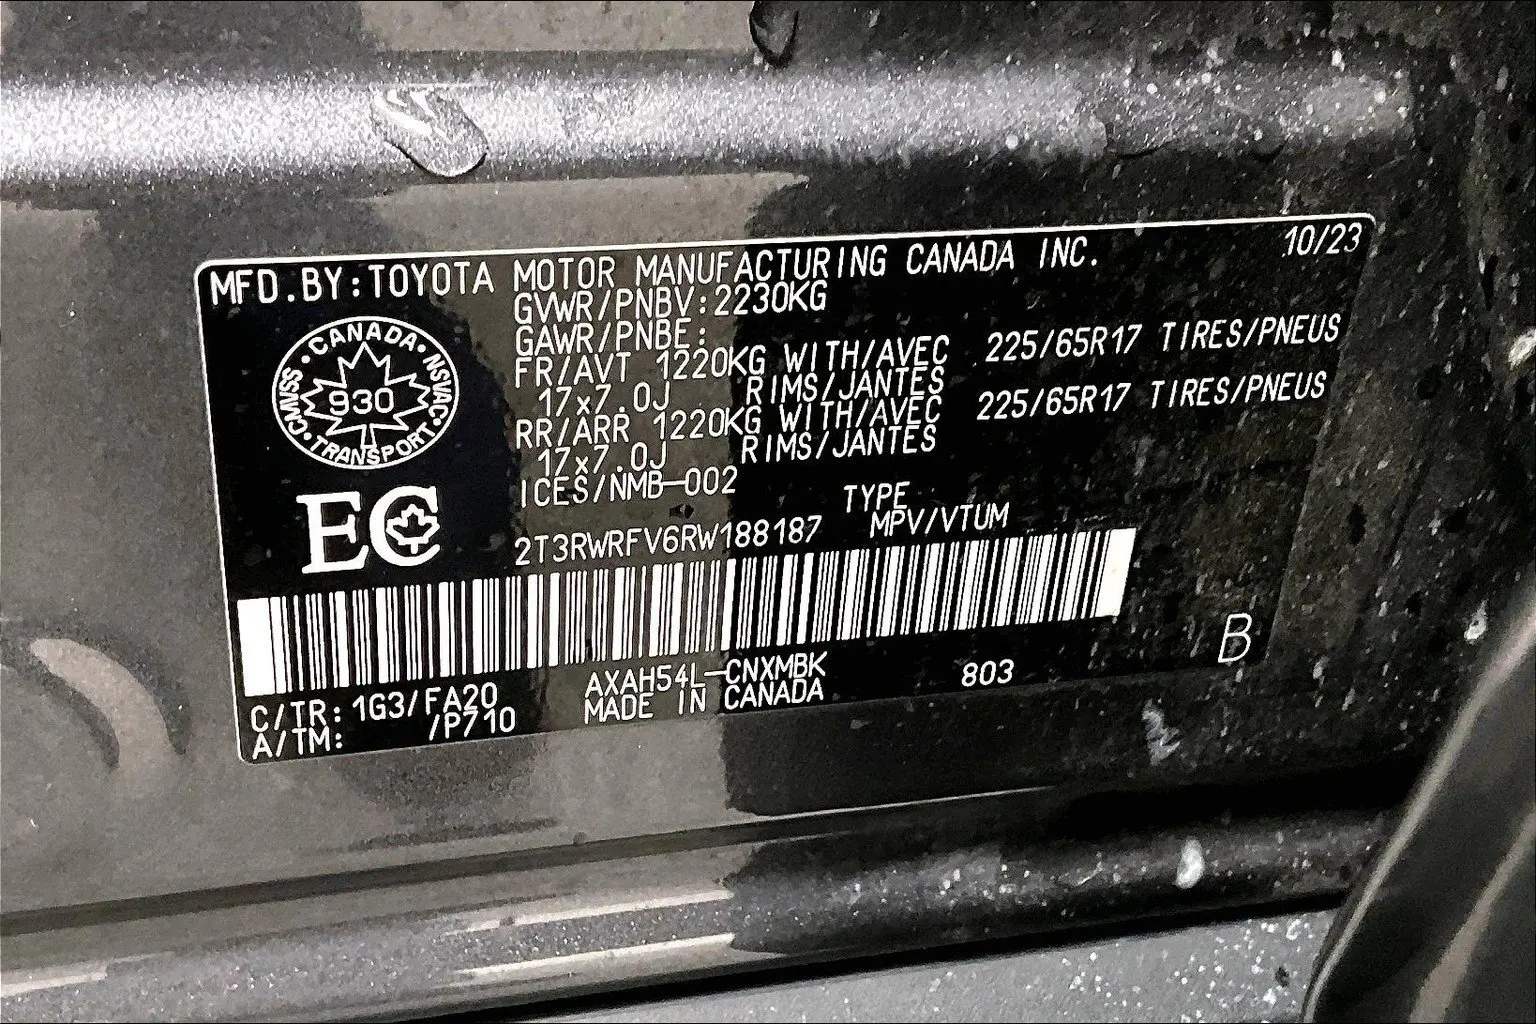 MFD.BY:TOYOTA MOTOR MANUFACTURING CANADA INC. 10/23
GVWR/PNBV:2230KG
GAWR/PNBE:
FR/AVT 1220KG WITH/AVEC 225/65R17 TIRES/PNEUS
17x7.0J RIMS/JANTES
RR/ARR 1220KG WITH/AVEC 225/65R17 TIRES/PNEUS
17x7.0J RIMS/JANTES
ICES/NMB-002
CANADA
CMVSS
NSVAC
930
TRANSPORT
EC
TYPE
2T3RWRFV6RW188187 MPV/VTUM
C/TR: 1G3/FA20 AXAH54L-CNXMBK 803 B
A/TM: /P710 MADE IN CANADA